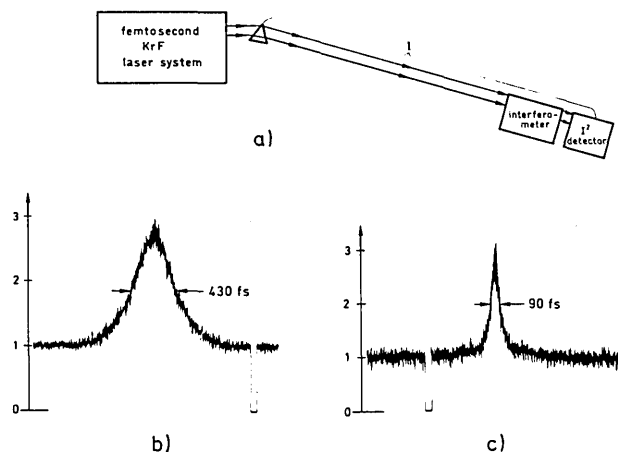 femtosecond
KrF
laser system
1
interfero-
meter
I²
detector
a)
3
2
1
0
430 fs
b)
3
2
1
0
90 fs
c)